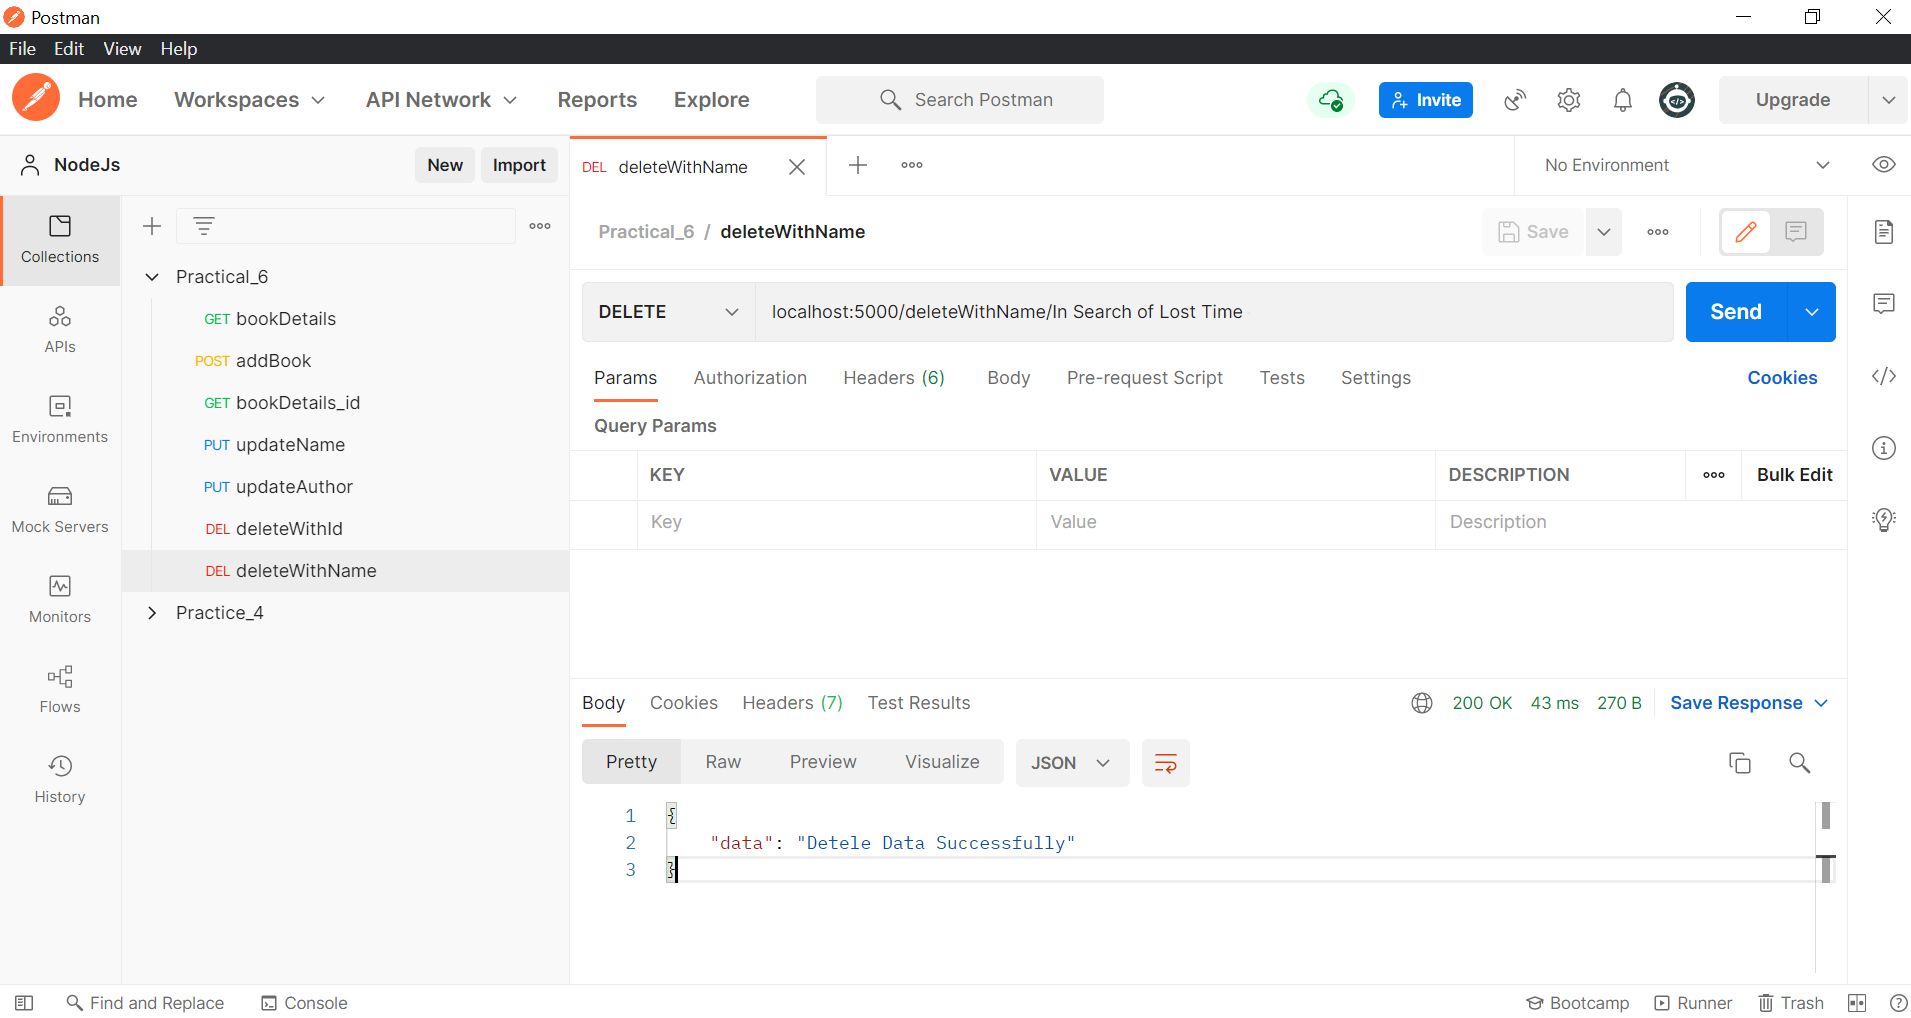 Postman
File Edit View Help
Home Workspaces API Network Reports Explore Search Postman Invite Upgrade
NodeJs New Import DEL deleteWithName No Environment
Collections
APIs
Environments
Mock Servers
Monitors
Flows
History
Practical_6
GET bookDetails
POST addBook
GET bookDetails_id
PUT updateName
PUT updateAuthor
DEL deleteWithId
DEL deleteWithName
Practice_4
Practical_6 / deleteWithName Save
DELETE localhost:5000/deleteWithName/In Search of Lost Time Send
Params Authorization Headers (6) Body Pre-request Script Tests Settings Cookies
Query Params
KEY VALUE DESCRIPTION Bulk Edit
Key Value Description
Body Cookies Headers (7) Test Results 200 OK 43 ms 270 B Save Response
Pretty Raw Preview Visualize JSON
1 {
2 "data": "Detele Data Successfully"
3 }
Find and Replace Console Bootcamp Runner Trash